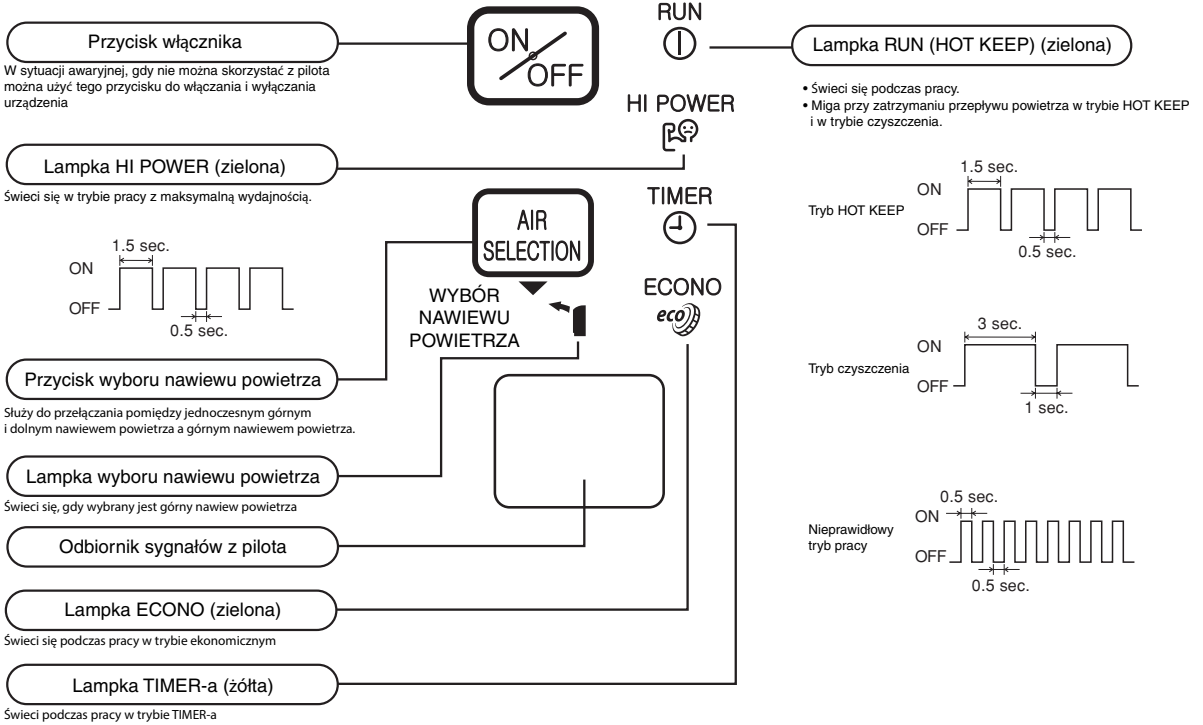 Przycisk włącznika
W sytuacji awaryjnej, gdy nie można skorzystać z pilota
można użyć tego przycisku do włączania i wyłączania
urządzenia
Lampka HI POWER (zielona)
Świeci się w trybie pracy z maksymalną wydajnością.
1.5 sec.
ON
OFF
0.5 sec.
Przycisk wyboru nawiewu powietrza
Służy do przełączania pomiędzy jednoczesnym górnym
i dolnym nawiewem powietrza a górnym nawiewem powietrza.
Lampka wyboru nawiewu powietrza
Świeci się, gdy wybrany jest górny nawiew powietrza
Odbiornik sygnałów z pilota
Lampka ECONO (zielona)
Świeci się podczas pracy w trybie ekonomicznym
Lampka TIMER-a (żółta)
Świeci podczas pracy w trybie TIMER-a
ON
OFF
RUN
HI POWER
AIR
SELECTION
TIMER
WYBÓR
NAWIEWU
POWIETRZA
ECONO
eco
Lampka RUN (HOT KEEP) (zielona)
• Świeci się podczas pracy.
• Miga przy zatrzymaniu przepływu powietrza w trybie HOT KEEP
i w trybie czyszczenia.
1.5 sec.
ON
Tryb HOT KEEP
OFF
0.5 sec.
3 sec.
ON
Tryb czyszczenia
OFF
1 sec.
0.5 sec.
ON
Nieprawidłowy
tryb pracy
OFF
0.5 sec.